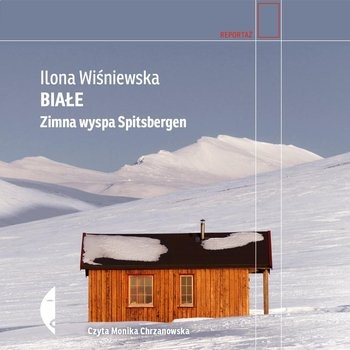 REPORTAŻ
Ilona Wiśniewska
BIAŁE
Zimna wyspa Spitsbergen
Czyta Monika Chrzanowska